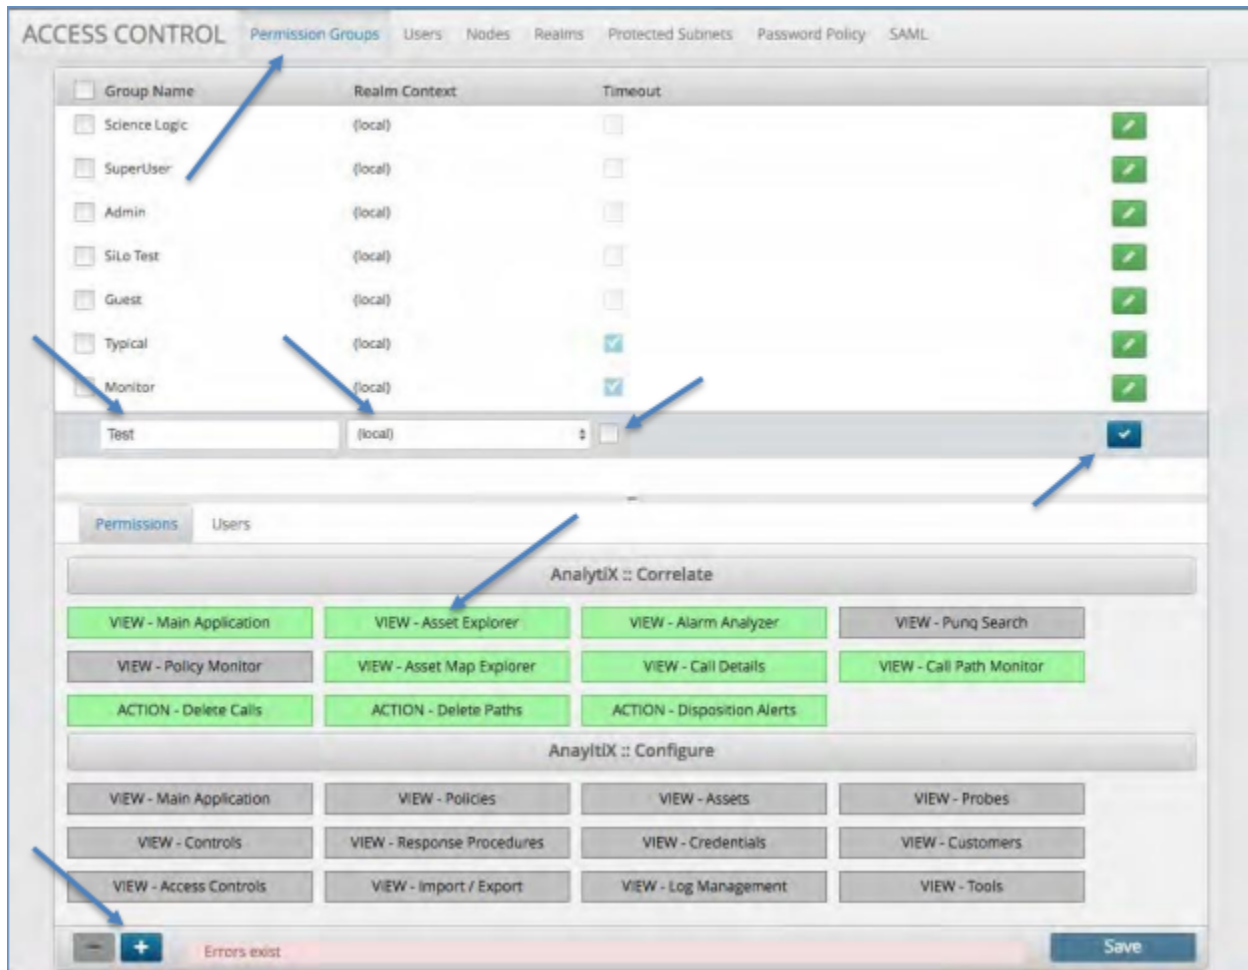 ACCESS CONTROL Permission Groups Users Nodes Realms Protected Subnets Password Policy SAML
Group Name Realm Context Timeout
Science Logic (local)
SuperUser (local)
Admin (local)
SiLo Test (local)
Guest (local)
Typical (local)
Monitor (local)
Test (local)
Permissions Users
AnalytiX :: Correlate
VIEW - Main Application VIEW - Asset Explorer VIEW - Alarm Analyzer VIEW - Punq Search
VIEW - Policy Monitor VIEW - Asset Map Explorer VIEW - Call Details VIEW - Call Path Monitor
ACTION - Delete Calls ACTION - Delete Paths ACTION - Disposition Alerts
AnayltiX :: Configure
VIEW - Main Application VIEW - Policies VIEW - Assets VIEW - Probes
VIEW - Controls VIEW - Response Procedures VIEW - Credentials VIEW - Customers
VIEW - Access Controls VIEW - Import / Export VIEW - Log Management VIEW - Tools
Errors exist Save